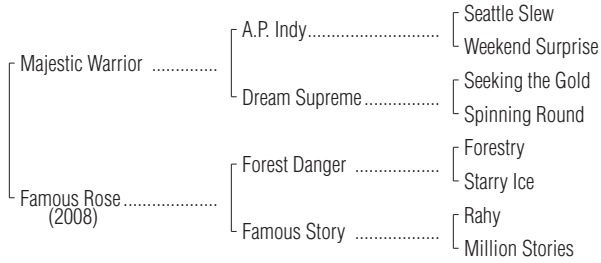 Seattle Slew
A.P. Indy
Weekend Surprise
Majestic Warrior
Seeking the Gold
Dream Supreme
Spinning Round
Forestry
Forest Danger
Starry Ice
Famous Rose
(2008)
Rahy
Famous Story
Million Stories